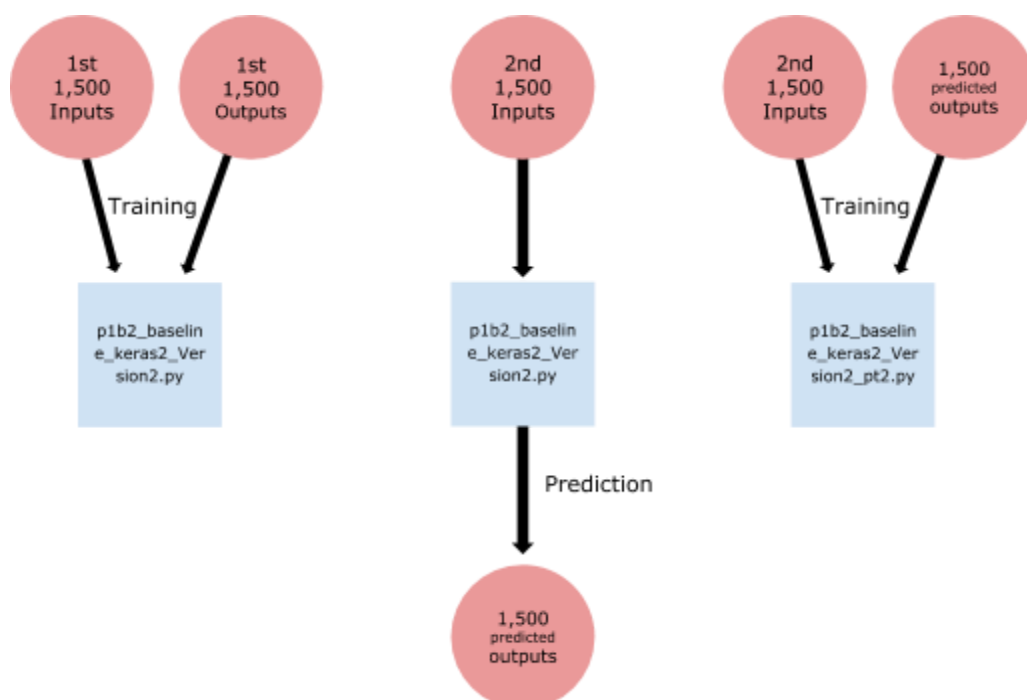 1st
1,500
Inputs
1st
1,500
Outputs
Training
p1b2_baselin
e_keras2_Ver
sion2.py
2nd
1,500
Inputs
p1b2_baselin
e_keras2_Ver
sion2.py
Prediction
1,500
predicted
outputs
2nd
1,500
Inputs
1,500
predicted
outputs
Training
p1b2_baselin
e_keras2_Ver
sion2_pt2.py